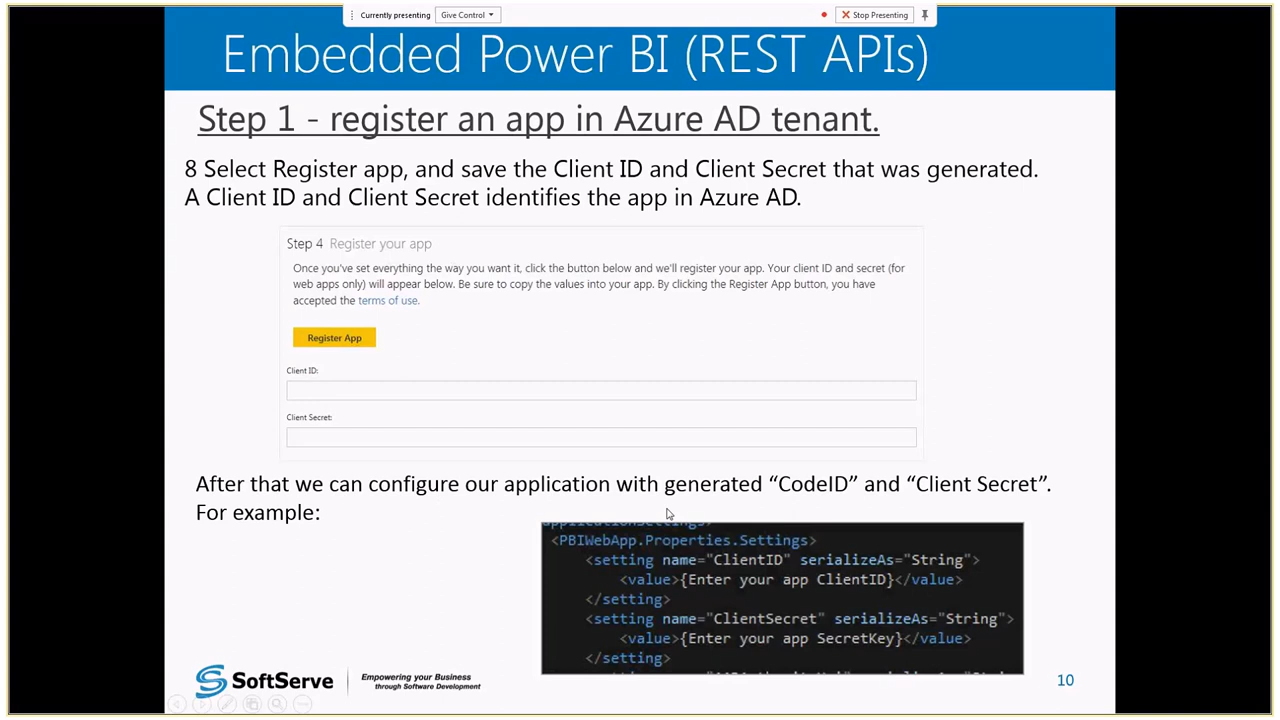 Currently presenting Give Control Stop Presenting
Embedded Power BI (REST APIs)
Step 1 - register an app in Azure AD tenant.
8 Select Register app, and save the Client ID and Client Secret that was generated.
A Client ID and Client Secret identifies the app in Azure AD.
Step 4 Register your app
Once you've set everything the way you want it, click the button below and we'll register your app. Your client ID and secret (for
web apps only) will appear below. Be sure to copy the values into your app. By clicking the Register App button, you have
accepted the terms of use.
Register App
Client ID:
Client Secret:
After that we can configure our application with generated “CodeID” and “Client Secret”.
For example:
applicationSettings>
<PBIWebApp.Properties.Settings>
<setting name="ClientID" serializeAs="String">
<value>{Enter your app ClientID}</value>
</setting>
<setting name="ClientSecret" serializeAs="String">
<value>{Enter your app SecretKey}</value>
</setting>
SoftServe
Empowering your Business
through Software Development
10